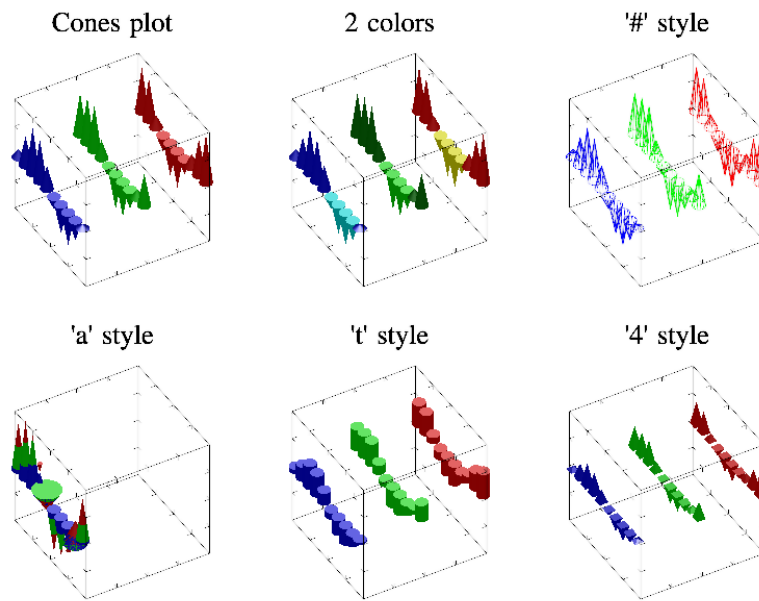 Cones plot
2 colors
'#' style
'a' style
't' style
'4' style